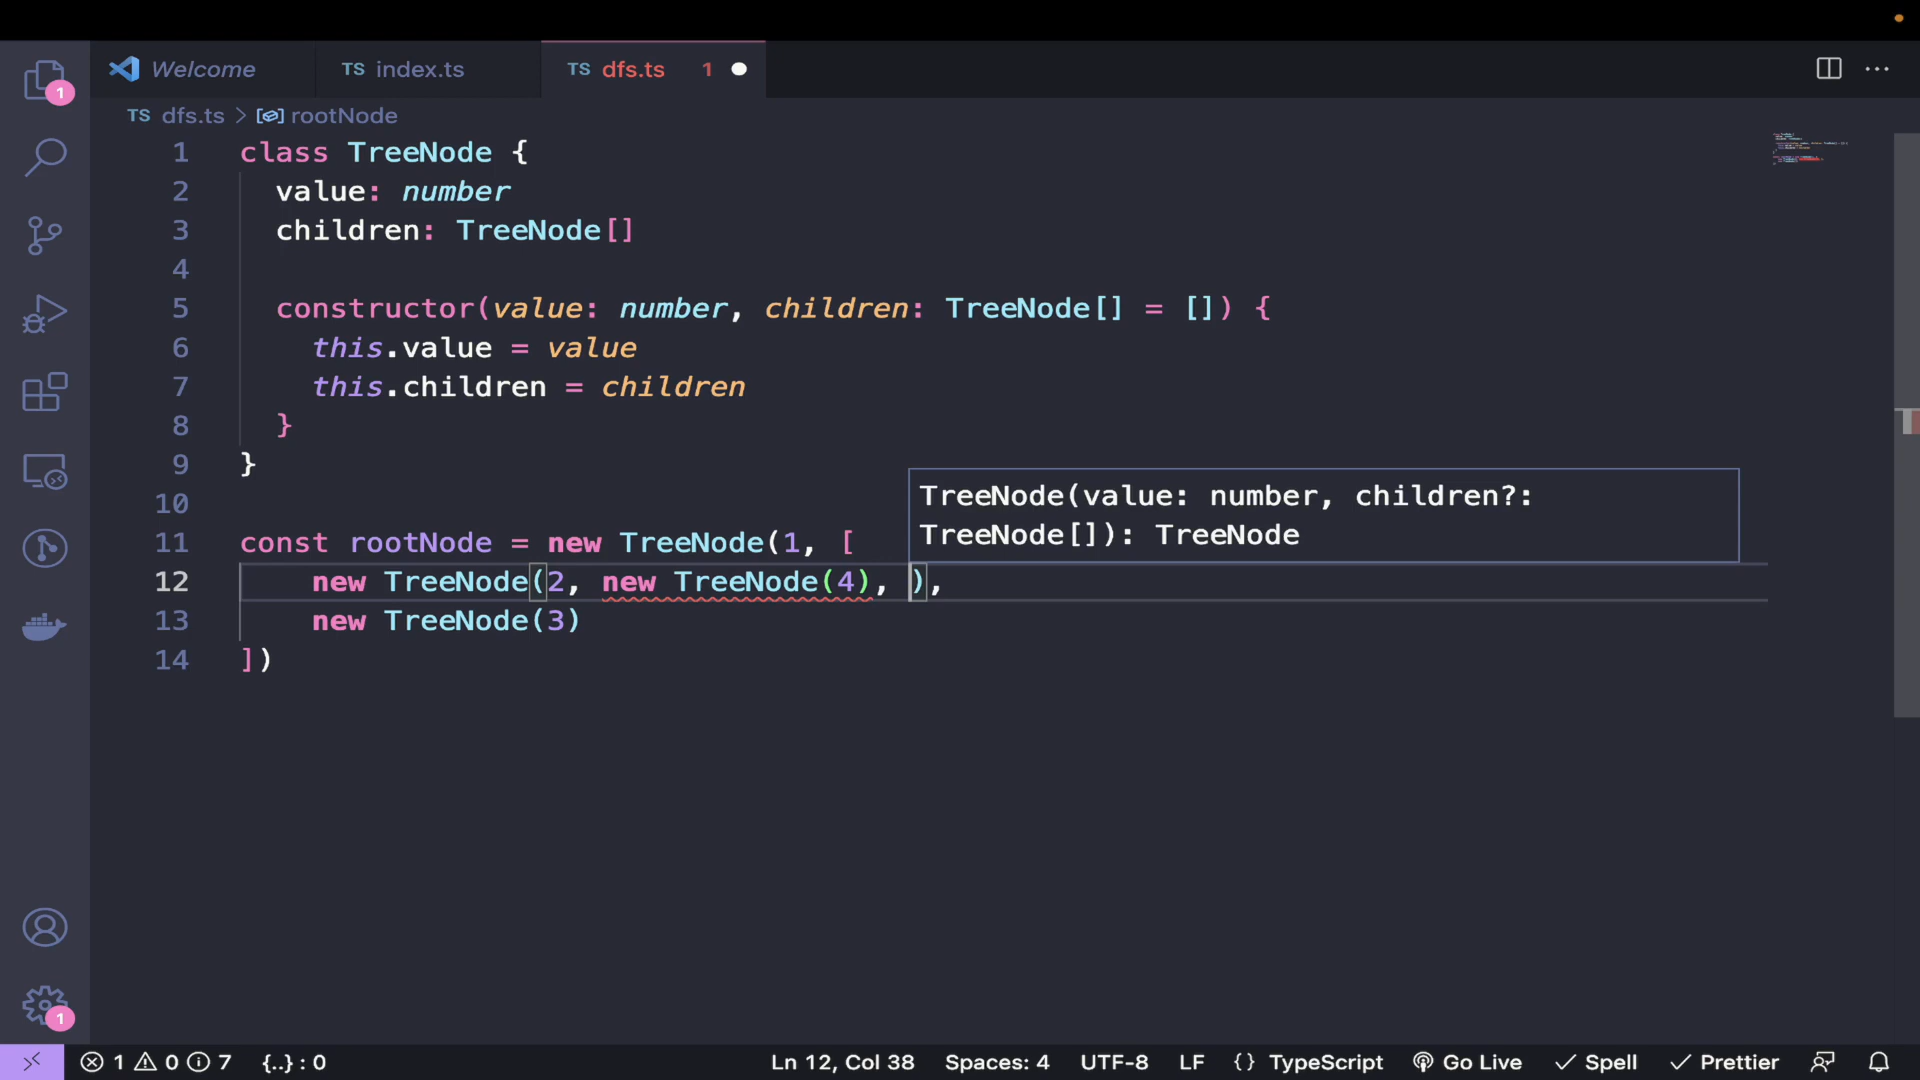 Welcome
TS index.ts
TS dfs.ts 1
TS dfs.ts > rootNode
1 class TreeNode {
2 value: number
3 children: TreeNode[]
4
5 constructor(value: number, children: TreeNode[] = []) {
6 this.value = value
7 this.children = children
8 }
9 }
10
TreeNode(value: number, children?:
TreeNode[]): TreeNode
11 const rootNode = new TreeNode(1, [
12 new TreeNode(2, new TreeNode(4), ),
13 new TreeNode(3)
14 ])
1
1
1 0 7 {..} : 0 Ln 12, Col 38 Spaces: 4 UTF-8 LF {} TypeScript Go Live Spell Prettier